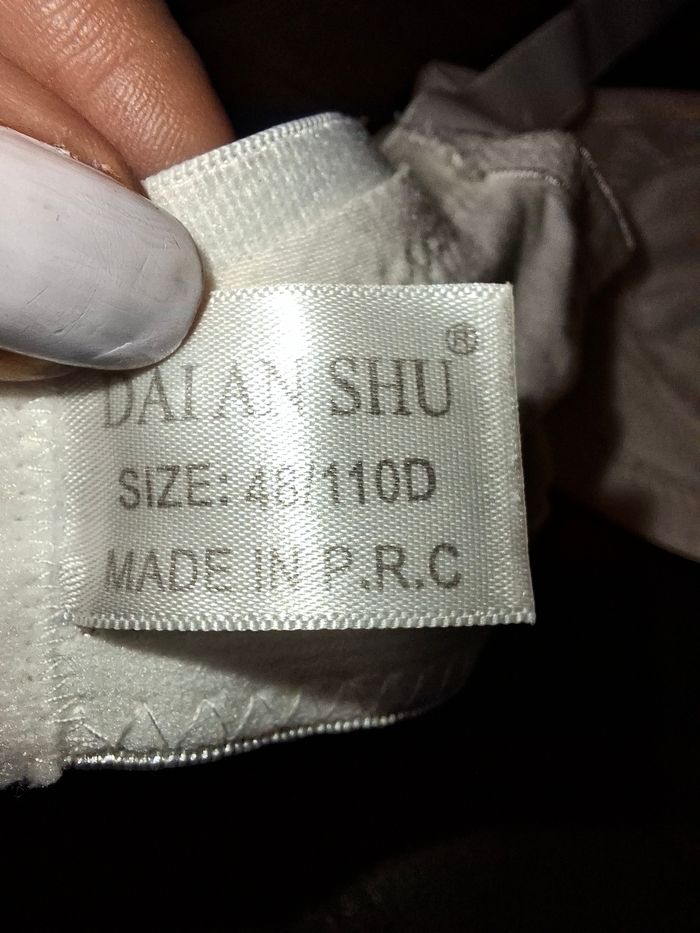 DAI AN SHU®
SIZE: 48/110D
MADE IN P.R.C